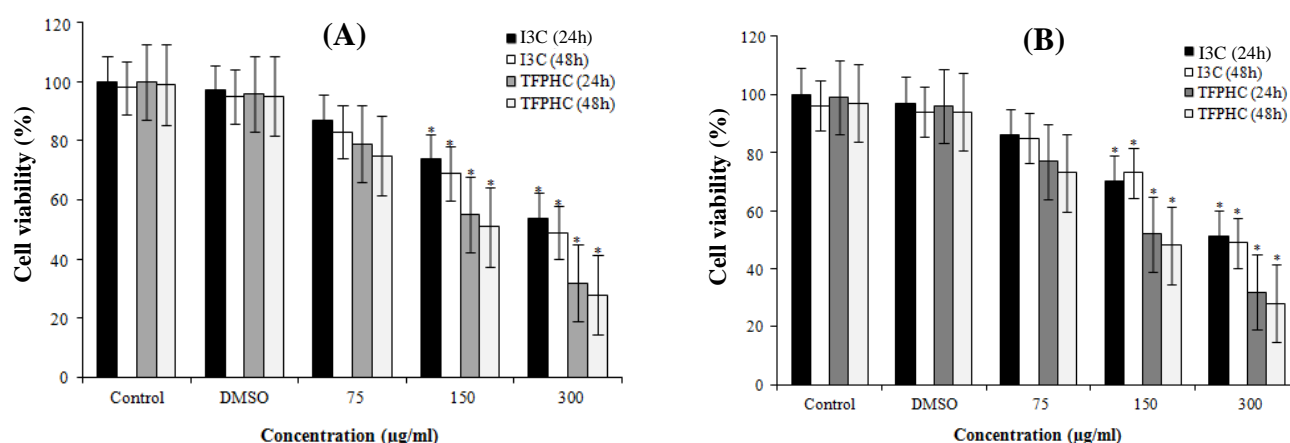 (A)
I3C (24h)
I3C (48h)
TFPHC (24h)
TFPHC (48h)
Cell viability (%)
120
100
80
60
40
20
0
* * * * * * * *
Control DMSO 75 150 300
Concentration (µg/ml)
(B)
I3C (24h)
I3C (48h)
TFPHC (24h)
TFPHC (48h)
Cell viability (%)
120
100
80
60
40
20
0
* * * * * * * *
Control DMSO 75 150 300
Concentration (µg/ml)